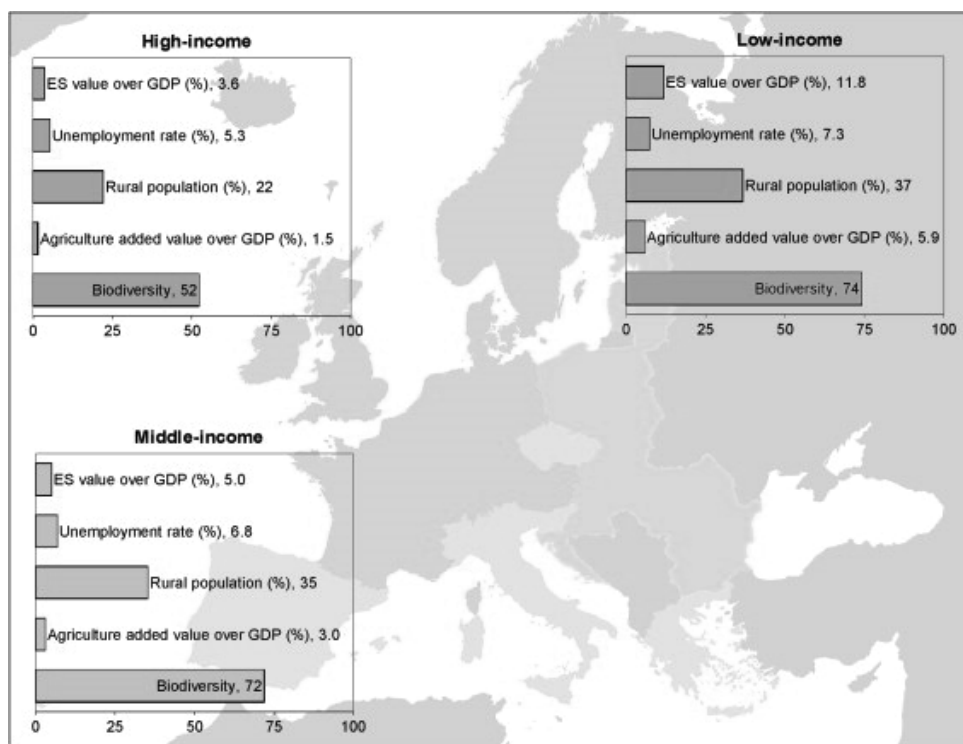 High-income
ES value over GDP (%), 3.6
Unemployment rate (%), 5.3
Rural population (%), 22
Agriculture added value over GDP (%), 1.5
Biodiversity, 52
0 25 50 75 100
Low-income
ES value over GDP (%), 11.8
Unemployment rate (%), 7.3
Rural population (%), 37
Agriculture added value over GDP (%), 5.9
Biodiversity, 74
0 25 50 75 100
Middle-income
ES value over GDP (%), 5.0
Unemployment rate (%), 6.8
Rural population (%), 35
Agriculture added value over GDP (%), 3.0
Biodiversity, 72
0 25 50 75 100